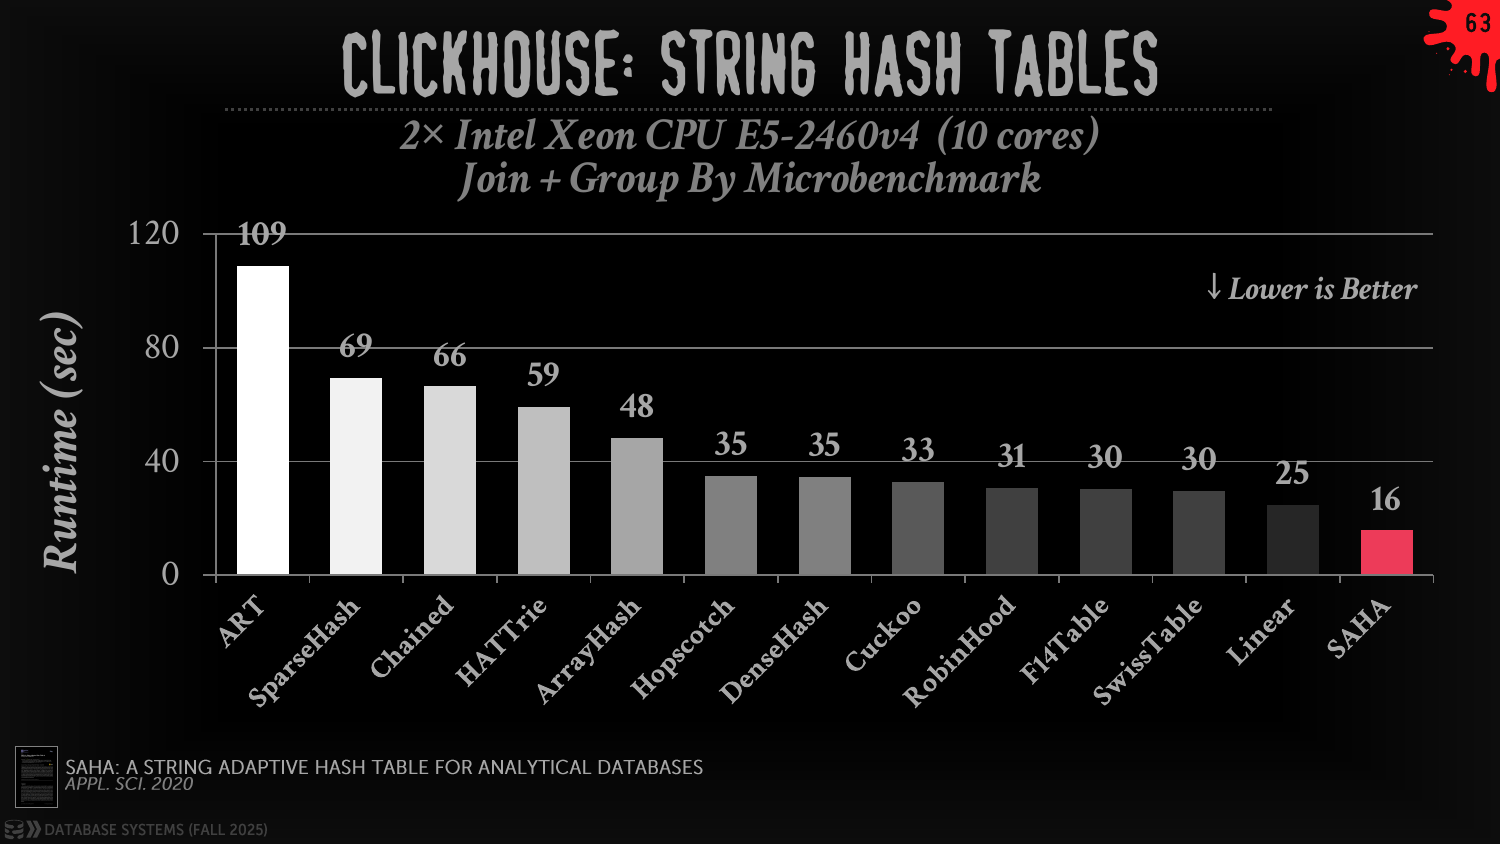 63
CLICKHOUSE: STRING HASH TABLES
2× Intel Xeon CPU E5-2460v4 (10 cores)
Join + Group By Microbenchmark
Runtime (sec)
120
80
40
0
↓ Lower is Better
109
69
66
59
48
35
35
33
31
30
30
25
16
ART
SparseHash
Chained
HATTrie
ArrayHash
Hopscotch
DenseHash
Cuckoo
RobinHood
F14Table
SwissTable
Linear
SAHA
SAHA: A STRING ADAPTIVE HASH TABLE FOR ANALYTICAL DATABASES
APPL. SCI. 2020
DATABASE SYSTEMS (FALL 2025)